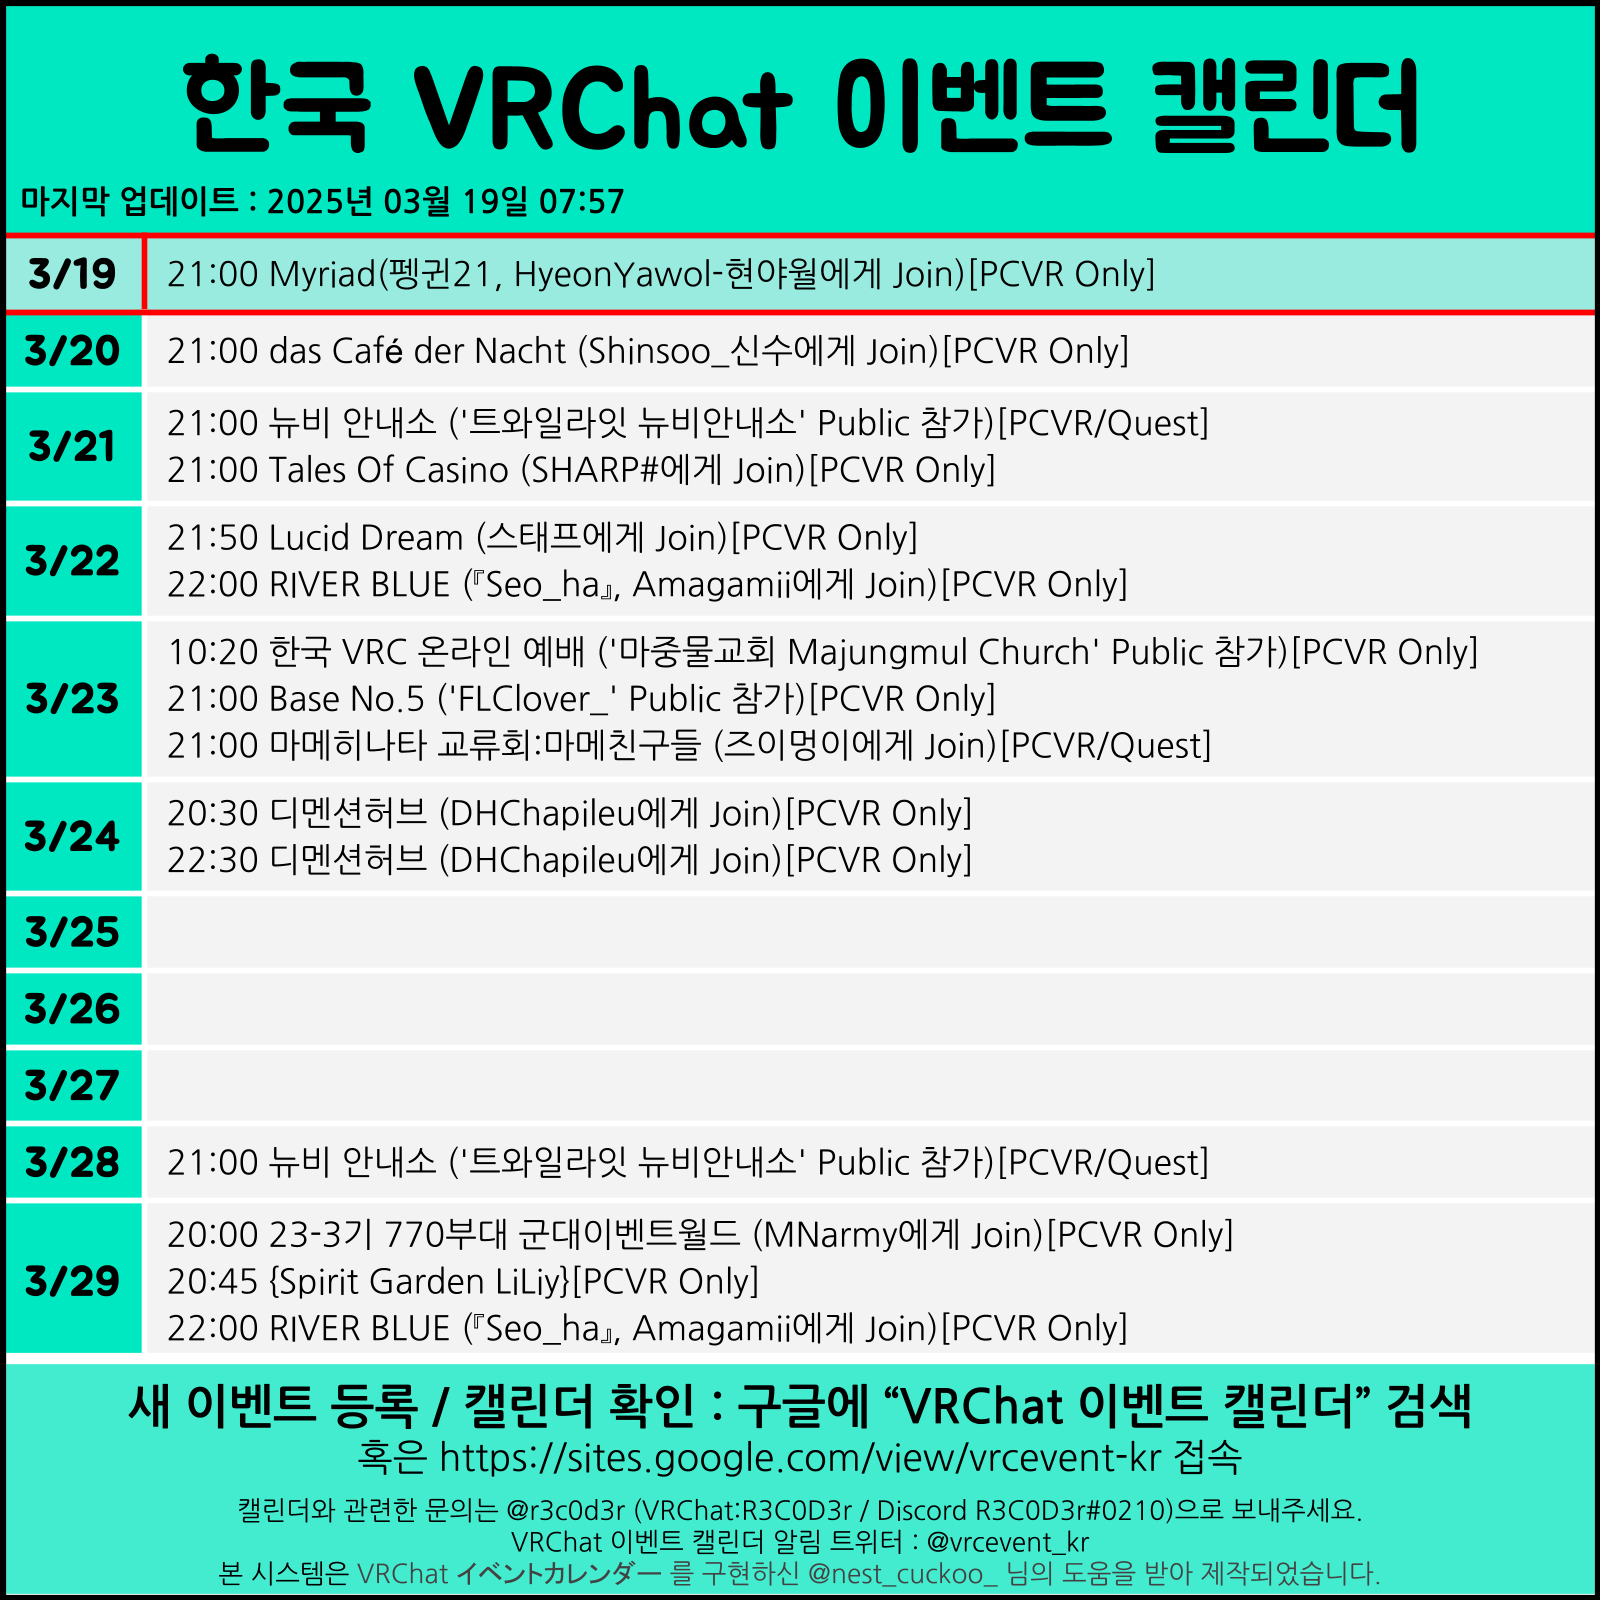 한국 VRChat 이벤트 캘린더
마지막 업데이트 : 2025년 03월 19일 07:57
3/19
21:00 Myriad(펭귄21, HyeonYawol-현야월에게 Join)[PCVR Only]
3/20
21:00 das Café der Nacht (Shinsoo_신수에게 Join)[PCVR Only]
3/21
21:00 뉴비 안내소 ('트와일라잇 뉴비안내소' Public 참가)[PCVR/Quest]
21:00 Tales Of Casino (SHARP#에게 Join)[PCVR Only]
3/22
21:50 Lucid Dream (스태프에게 Join)[PCVR Only]
22:00 RIVER BLUE (『Seo_ha』, Amagamii에게 Join)[PCVR Only]
3/23
10:20 한국 VRC 온라인 예배 ('마중물교회 Majungmul Church' Public 참가)[PCVR Only]
21:00 Base No.5 ('FLClover_' Public 참가)[PCVR Only]
21:00 마메히나타 교류회:마메친구들 (즈이멍이에게 Join)[PCVR/Quest]
3/24
20:30 디멘션허브 (DHChapileu에게 Join)[PCVR Only]
22:30 디멘션허브 (DHChapileu에게 Join)[PCVR Only]
3/25
3/26
3/27
3/28
21:00 뉴비 안내소 ('트와일라잇 뉴비안내소' Public 참가)[PCVR/Quest]
3/29
20:00 23-3기 770부대 군대이벤트월드 (MNarmy에게 Join)[PCVR Only]
20:45 {Spirit Garden LiLiy}[PCVR Only]
22:00 RIVER BLUE (『Seo_ha』, Amagamii에게 Join)[PCVR Only]
새 이벤트 등록 / 캘린더 확인 : 구글에 “VRChat 이벤트 캘린더” 검색
혹은 https://sites.google.com/view/vrcevent-kr 접속
캘린더와 관련한 문의는 @r3c0d3r (VRChat:R3C0D3r / Discord R3C0D3r#0210)으로 보내주세요.
VRChat 이벤트 캘린더 알림 트위터 : @vrcevent_kr
본 시스템은 VRChat イベントカレンダー 를 구현하신 @nest_cuckoo_ 님의 도움을 받아 제작되었습니다.